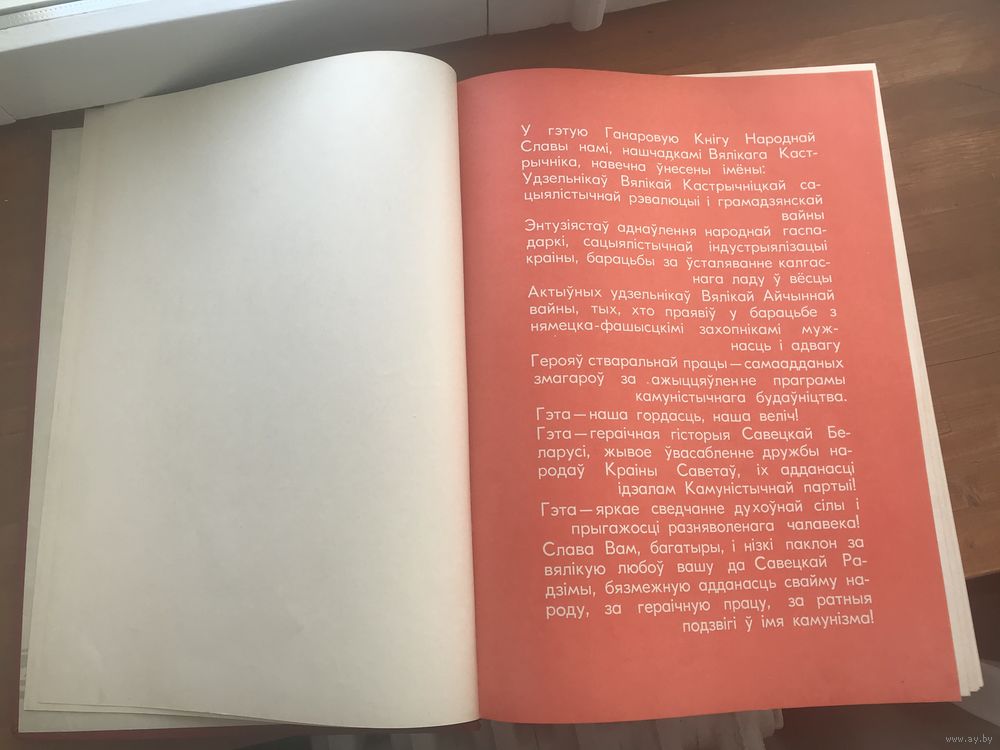 У гэтую Ганаровую Кнігу Народнай
Славы намі, нашчадкамі Вялікага Каст-
рычніка, навечна ўнесены імёны:
Удзельнікаў Вялікай Кастрычніцкай са-
цыялістычнай рэвалюцыі і грамадзянскай
вайны
Энтузіястаў аднаўлення народнай гаспа-
даркі, сацыялістычнай індустрыялізацыі
краіны, барацьбы за ўсталяванне калгас-
нага ладу ў вёсцы
Актыўных удзельнікаў Вялікай Айчыннай
вайны, тых, хто праявіў у барацьбе з
нямецка-фашысцкімі захопнікамі муж-
насць і адвагу
Герояў стваральнай працы — самаадданых
змагароў за ажыццяўленне праграмы
камуністычнага будаўніцтва.
Гэта — наша гордасць, наша веліч!
Гэта — гераічная гісторыя Савецкай Бе-
ларусі, жывое ўвасабленне дружбы на-
родаў Краіны Саветаў, іх адданасці
ідэалам Камуністычнай партыі!
Гэта — яркае сведчанне духоўнай сілы і
прыгажосці разняволенага чалавека!
Слава Вам, багатыры, і нізкі паклон за
вялікую любоў вашу да Савецкай Ра-
дзімы, бязмежную адданасць свайму на-
роду, за гераічную працу, за ратныя
подзвігі ў імя камунізма!
www.ay.by